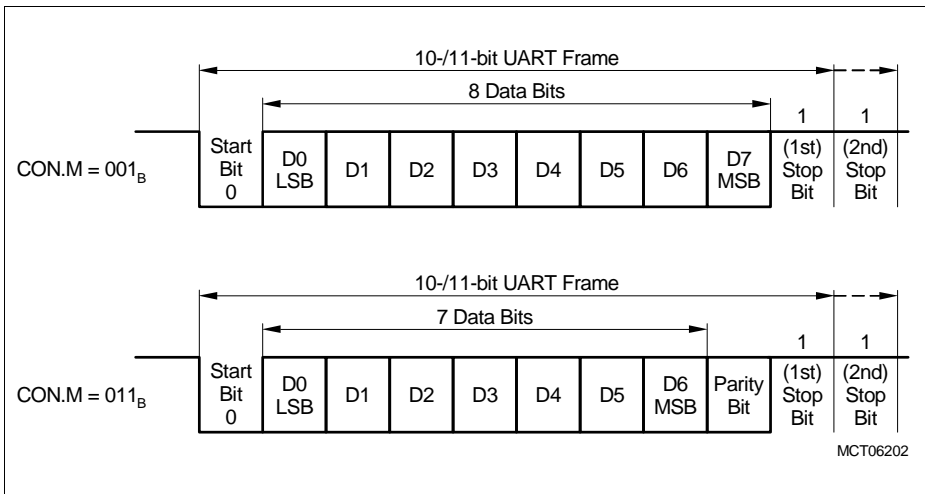 10-/11-bit UART Frame
8 Data Bits
1 1
CON.M = 001B
Start Bit 0
D0 LSB
D1
D2
D3
D4
D5
D6
D7 MSB
(1st) Stop Bit
(2nd) Stop Bit
10-/11-bit UART Frame
7 Data Bits
1 1
CON.M = 011B
Start Bit 0
D0 LSB
D1
D2
D3
D4
D5
D6 MSB
Parity Bit
(1st) Stop Bit
(2nd) Stop Bit
MCT06202